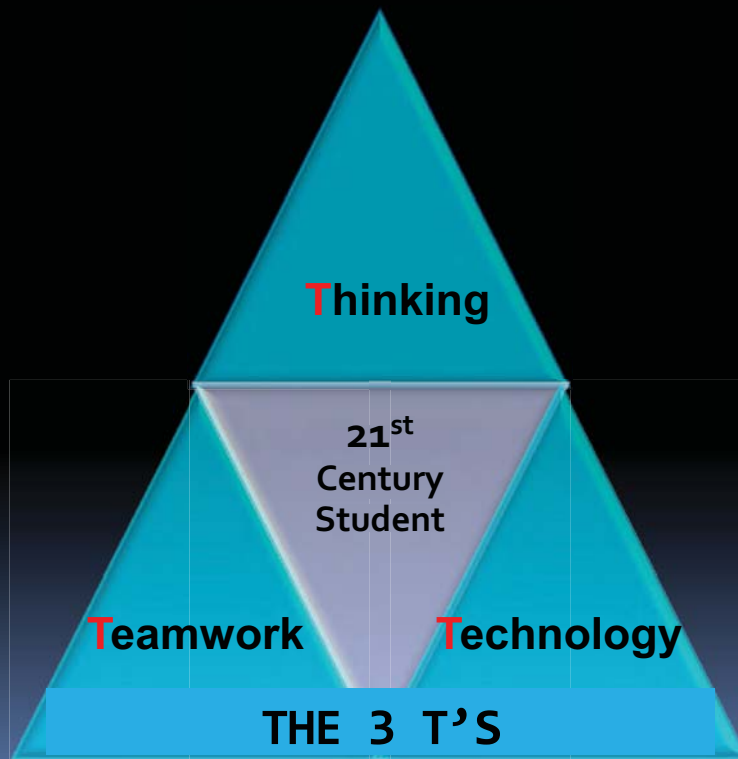 Thinking
21st
Century
Student
Teamwork
Technology
THE 3 T’S